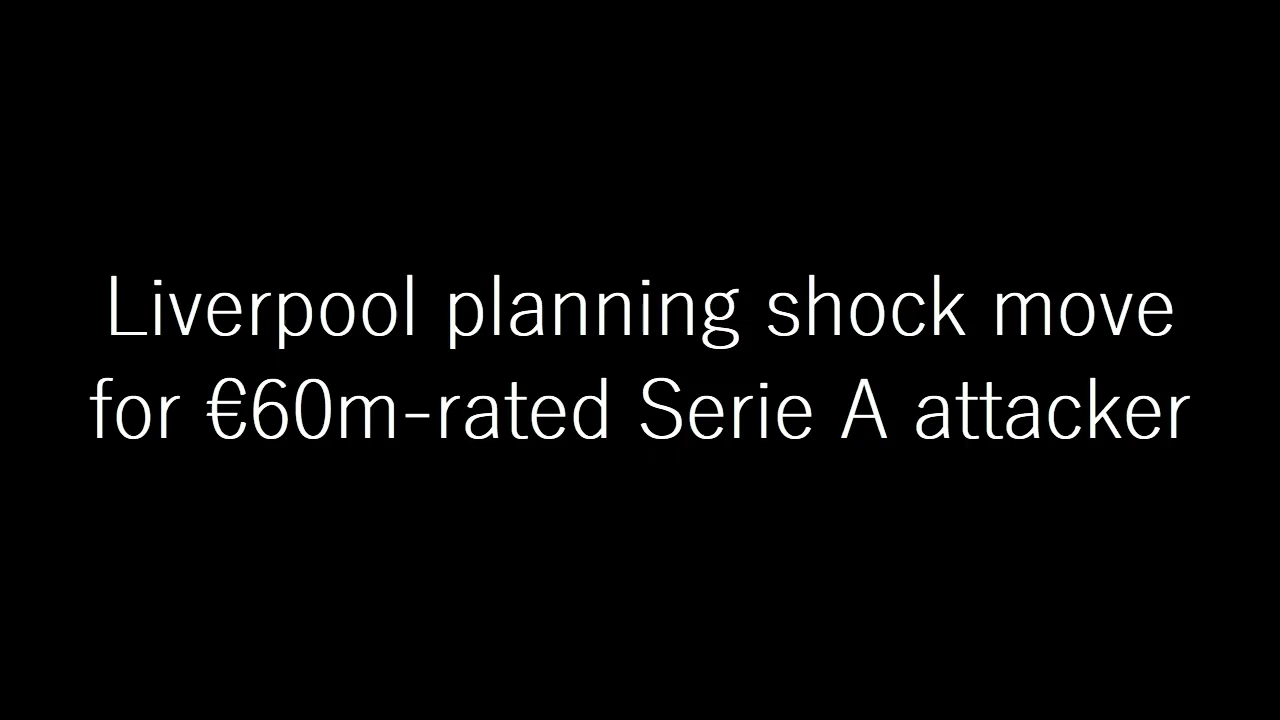 Liverpool planning shock move
for €60m-rated Serie A attacker